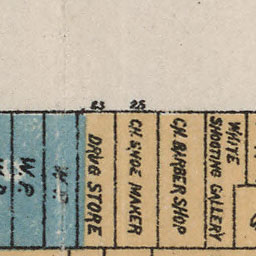 23 25
W.P.
W.P.
DRUG STORE
CH. SHOE MAKER
CH. BARBER SHOP
WHITE
SHOOTING GALLERY